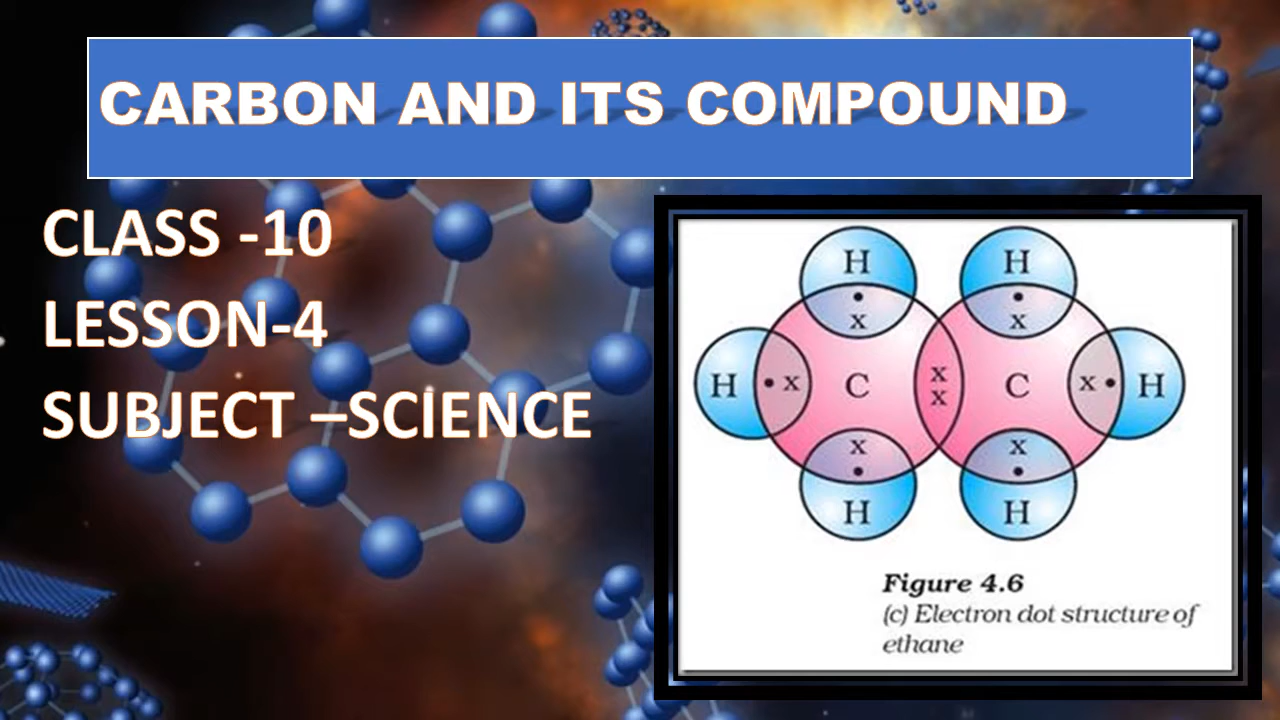 CARBON AND ITS COMPOUND
CLASS -10
LESSON-4
SUBJECT –SCIENCE
H H
• •
x x
H • x C x x C x • H
x x
• •
H H
Figure 4.6
(c) Electron dot structure of
ethane